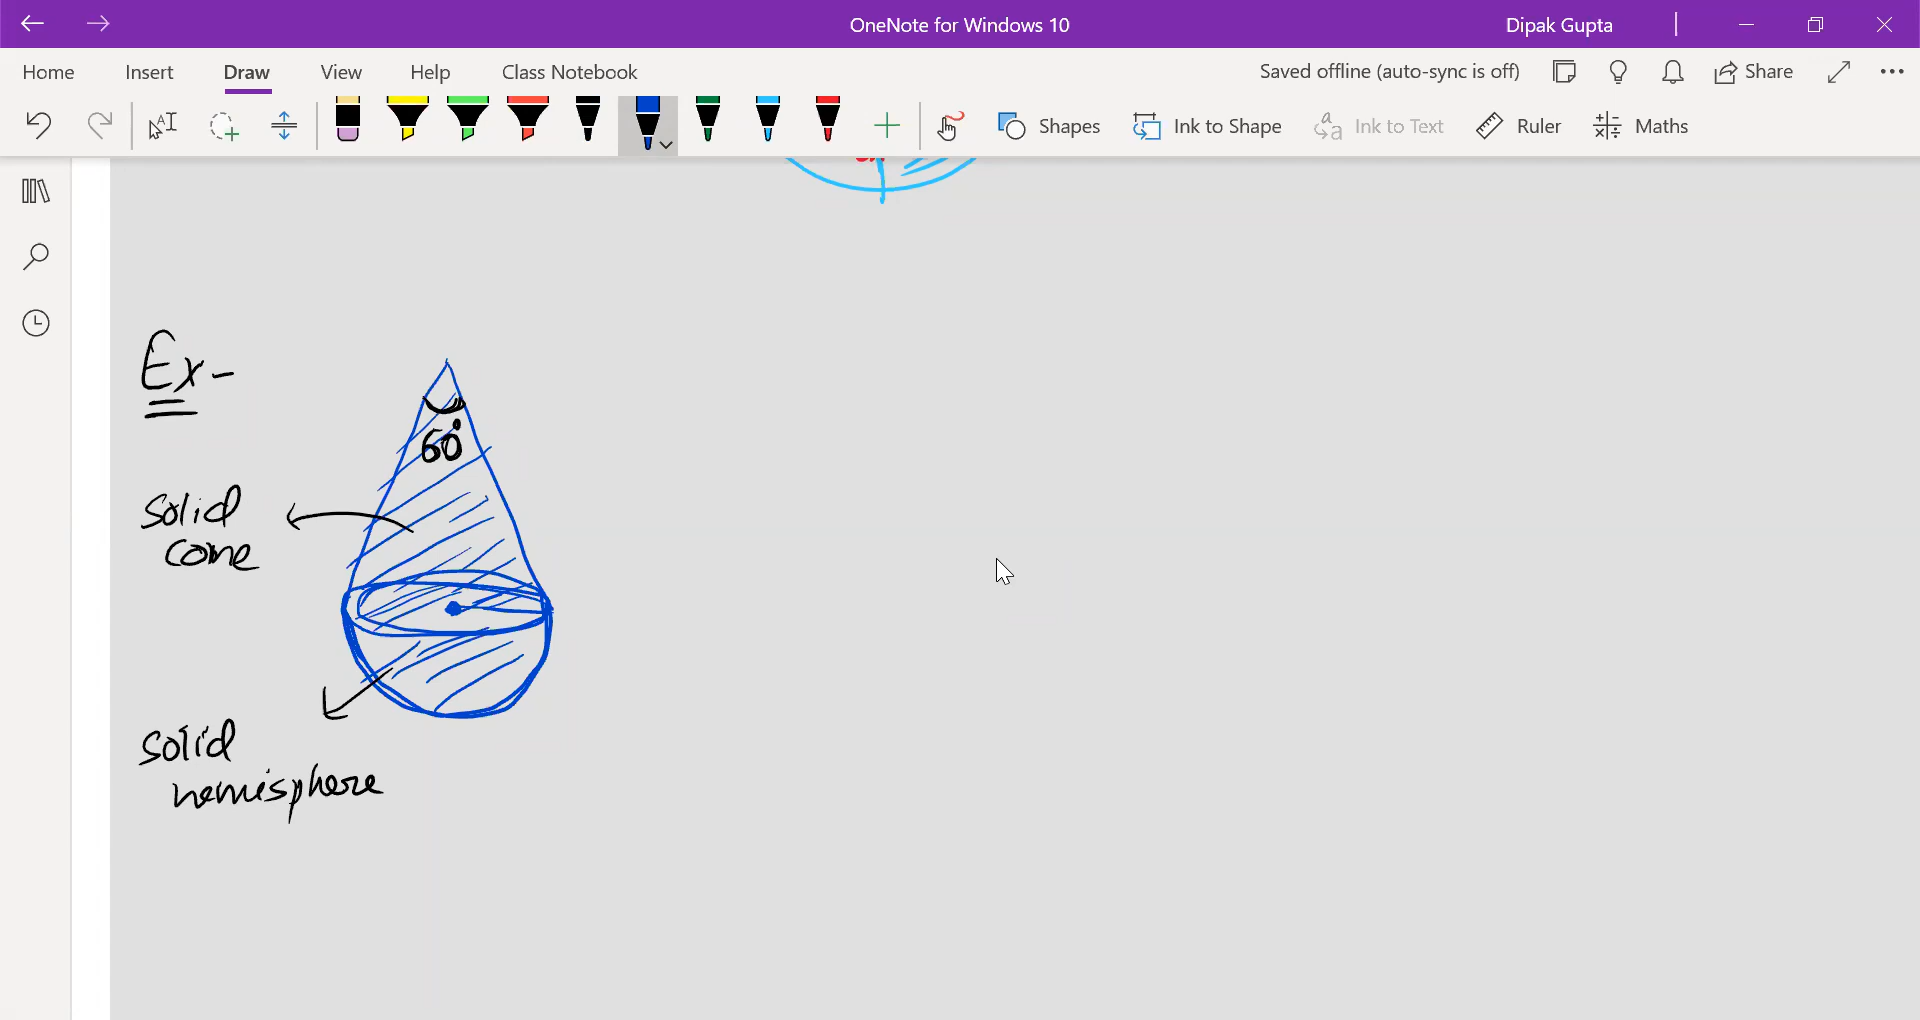 OneNote for Windows 10
Dipak Gupta
Home Insert Draw View Help Class Notebook
Saved offline (auto-sync is off)
Share
Shapes
Ink to Shape
Ink to Text
Ruler
Maths
Ex-
60°
solid
cone
solid
hemisphere